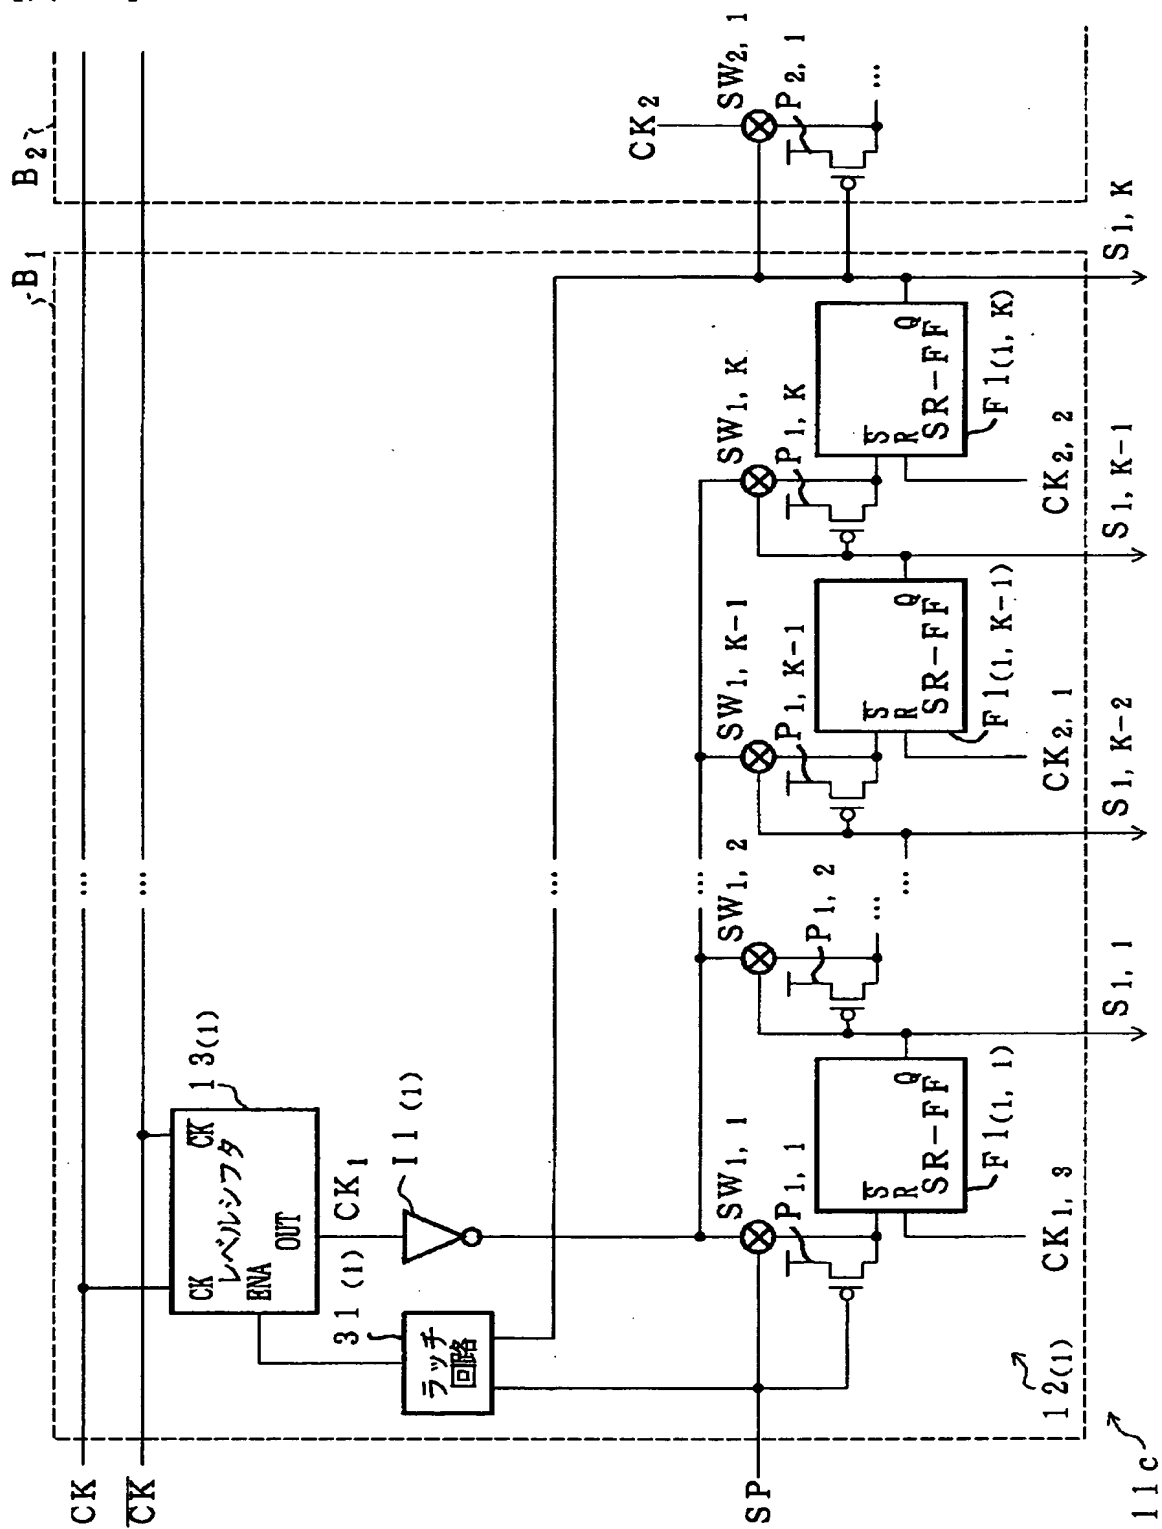 B₁
B₂
CK
C̅K̅
CK
C̅K̅
レベルシフタ
ENA
OUT
13(1)
CK₁
I1(1)
31(1)
ラッチ
回路
SP
SW1,1
P1,1
S̅
R
Q
SR-FF
F1(1,1)
CK1,3
S1,1
SW1,2
P1,2
...
S1,K-2
SW1,K-1
P1,K-1
S̅
R
Q
SR-FF
F1(1,K-1)
CK2,1
S1,K-1
SW1,K
P1,K
S̅
R
Q
SR-FF
F1(1,K)
CK2,2
S1,K
CK₂
SW2,1
P2,1
...
12(1)
11c